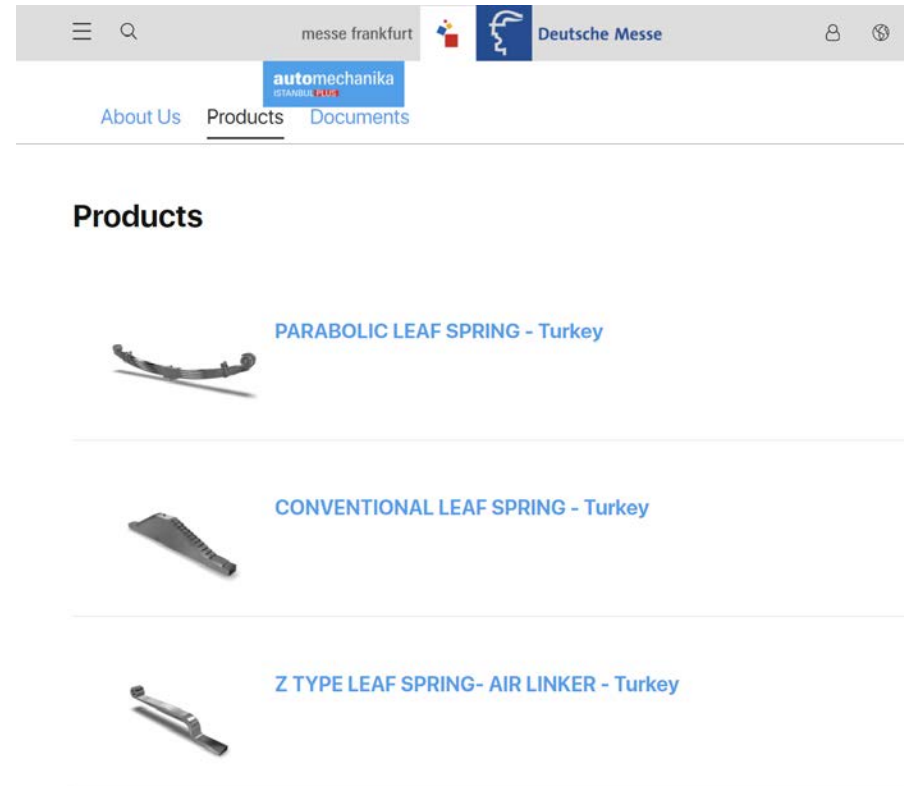 messe frankfurt
Deutsche Messe
automechanika
ISTANBUL PLUS
About Us Products Documents
Products
PARABOLIC LEAF SPRING - Turkey
CONVENTIONAL LEAF SPRING - Turkey
Z TYPE LEAF SPRING- AIR LINKER - Turkey